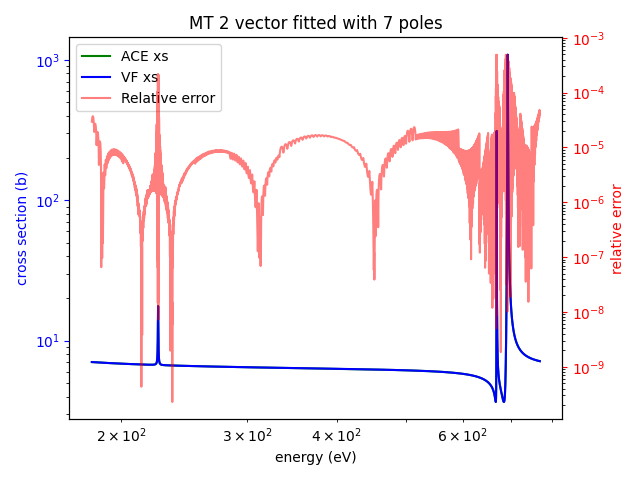 MT 2 vector fitted with 7 poles
ACE xs
VF xs
Relative error
cross section (b)
10³
10²
10¹
10⁻³
10⁻⁴
10⁻⁵
10⁻⁶
10⁻⁷
10⁻⁸
10⁻⁹
relative error
2 × 10² 3 × 10² 4 × 10² 6 × 10²
energy (eV)